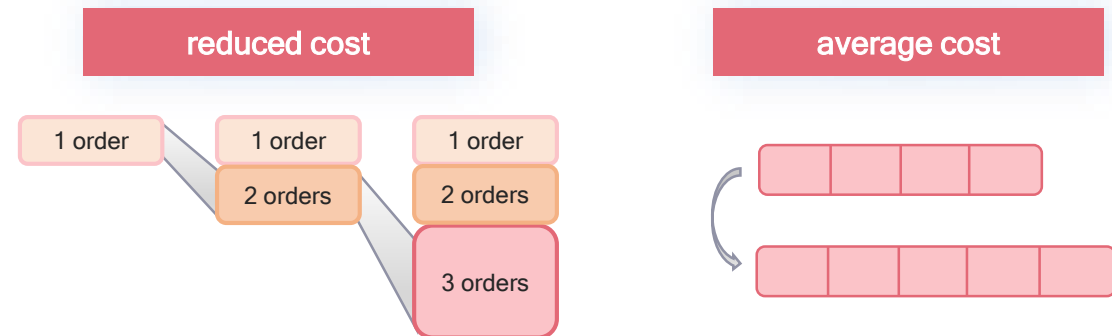 reduced cost
average cost
1 order
1 order
1 order
2 orders
2 orders
3 orders